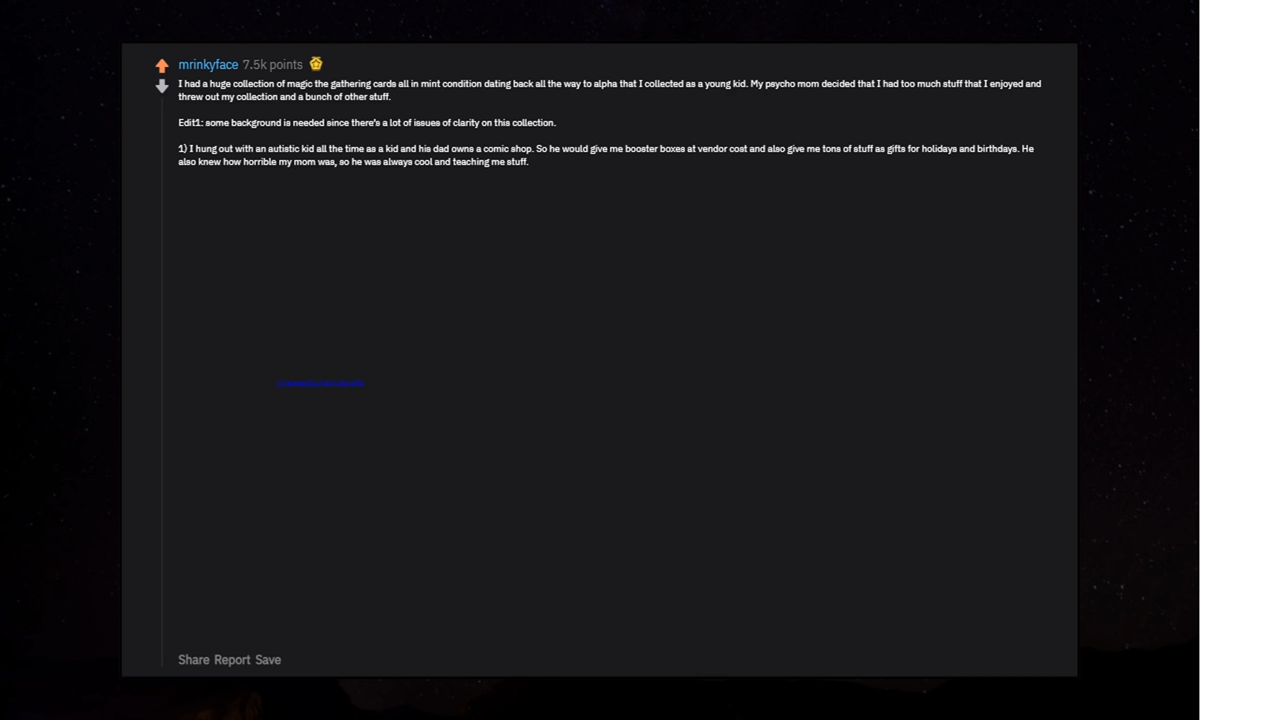 mrinkyface 7.5k points
I had a huge collection of magic the gathering cards all in mint condition dating back all the way to alpha that I collected as a young kid. My psycho mom decided that I had too much stuff that I enjoyed and
threw out my collection and a bunch of other stuff.
Edit1: some background is needed since there's a lot of issues of clarity on this collection.
1) I hung out with an autistic kid all the time as a kid and his dad owns a comic shop. So he would give me booster boxes at vendor cost and also give me tons of stuff as gifts for holidays and birthdays. He
also knew how horrible my mom was, so he was always cool and teaching me stuff.
Share Report Save